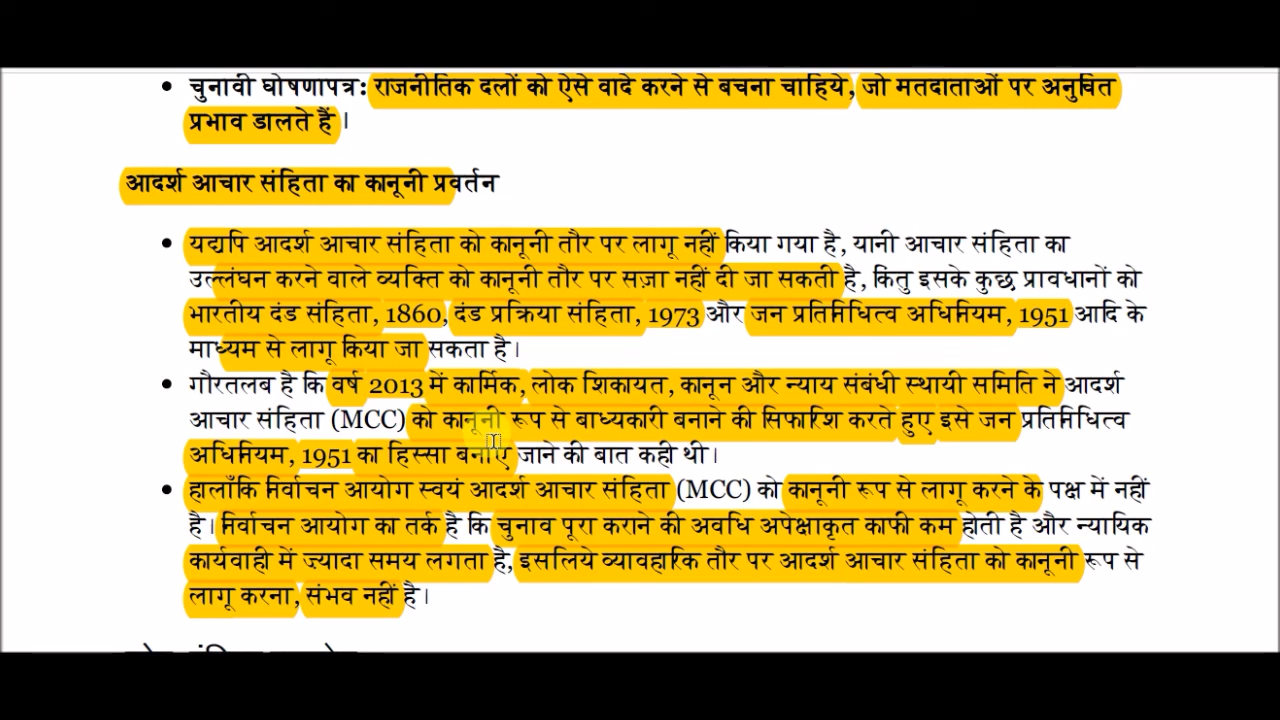 • चुनावी घोषणापत्र: राजनीतिक दलों को ऐसे वादे करने से बचना चाहिये, जो मतदाताओं पर अनुचित
प्रभाव डालते हैं।
आदर्श आचार संहिता का कानूनी प्रवर्तन
• यद्यपि आदर्श आचार संहिता को कानूनी तौर पर लागू नहीं किया गया है, यानी आचार संहिता का
उल्लंघन करने वाले व्यक्ति को कानूनी तौर पर सज़ा नहीं दी जा सकती है, किंतु इसके कुछ प्रावधानों को
भारतीय दंड संहिता, 1860, दंड प्रक्रिया संहिता, 1973 और जन प्रतिनिधित्व अधिनियम, 1951 आदि के
माध्यम से लागू किया जा सकता है।
• गौरतलब है कि वर्ष 2013 में कार्मिक, लोक शिकायत, कानून और न्याय संबंधी स्थायी समिति ने आदर्श
आचार संहिता (MCC) को कानूनी रूप से बाध्यकारी बनाने की सिफारिश करते हुए इसे जन प्रतिनिधित्व
अधिनियम, 1951 का हिस्सा बनाए जाने की बात कही थी।
• हालाँकि निर्वाचन आयोग स्वयं आदर्श आचार संहिता (MCC) को कानूनी रूप से लागू करने के पक्ष में नहीं
है। निर्वाचन आयोग का तर्क है कि चुनाव पूरा कराने की अवधि अपेक्षाकृत काफी कम होती है और न्यायिक
कार्यवाही में ज्यादा समय लगता है, इसलिये व्यावहारिक तौर पर आदर्श आचार संहिता को कानूनी रूप से
लागू करना, संभव नहीं है।